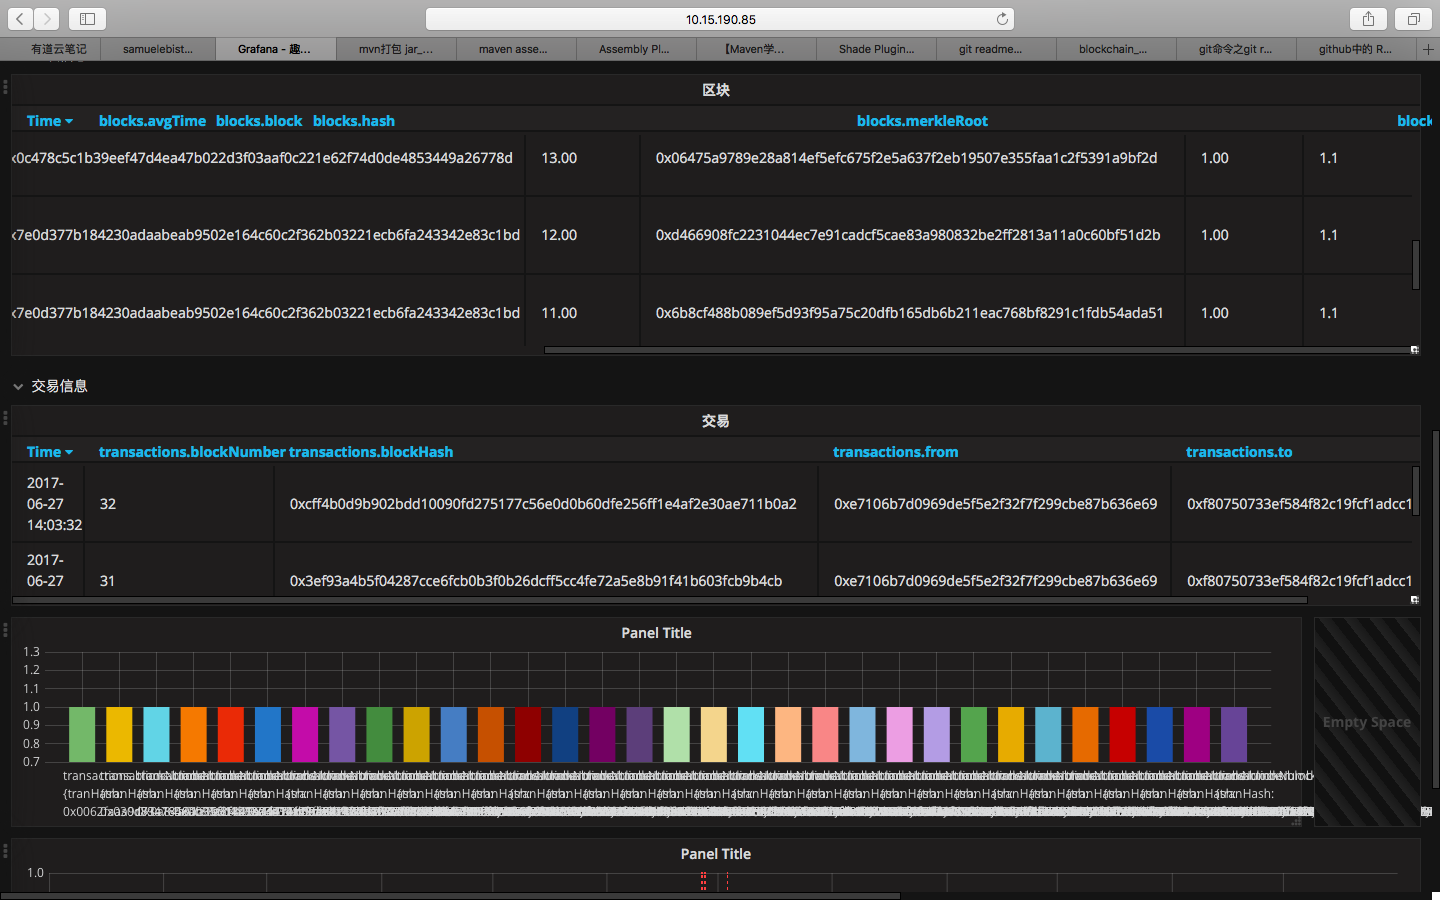 10.15.190.85
有道云笔记
samuelebist...
Grafana - 趣...
mvn打包 jar_...
maven asse...
Assembly Pl...
【Maven学...
Shade Plugin...
git readme...
blockchain_...
git命令之git r...
github中的 R...
区块
Time blocks.avgTime blocks.block blocks.hash blocks.merkleRoot block
x0c478c5c1b39eef47d4ea47b022d3f03aaf0c221e62f74d0de4853449a26778d 13.00 0x06475a9789e28a814ef5efc675f2e5a637f2eb19507e355faa1c2f5391a9bf2d 1.00 1.1
x7e0d377b184230adaabeab9502e164c60c2f362b03221ecb6fa243342e83c1bd 12.00 0xd466908fc2231044ec7e91cadcf5cae83a980832be2ff2813a11a0c60bf51d2b 1.00 1.1
x7e0d377b184230adaabeab9502e164c60c2f362b03221ecb6fa243342e83c1bd 11.00 0x6b8cf488b089ef5d93f95a75c20dfb165db6b211eac768bf8291c1fdb54ada51 1.00 1.1
交易信息
交易
Time transactions.blockNumber transactions.blockHash transactions.from transactions.to
2017-
06-27
14:03:32
32 0xcff4b0d9b902bdd10090fd275177c56e0d0b60dfe256ff1e4af2e30ae711b0a2 0xe7106b7d0969de5f5e2f32f7f299cbe87b636e69 0xf80750733ef584f82c19fcf1adcc1
2017-
06-27
31 0x3ef93a4b5f04287cce6fcb0b3f0b26dcff5cc4fe72a5e8b91f41b603fcb9b4cb 0xe7106b7d0969de5f5e2f32f7f299cbe87b636e69 0xf80750733ef584f82c19fcf1adcc1
Panel Title
1.3
1.2
1.1
1.0
0.9
0.8
0.7
Empty Space
Panel Title
1.0